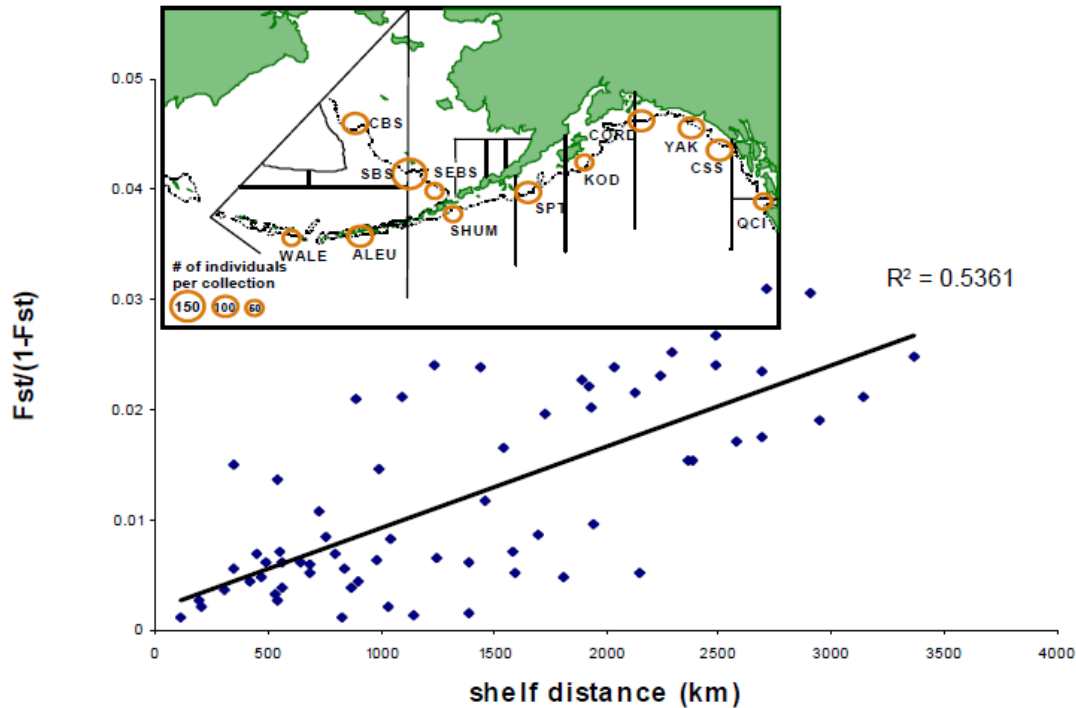 0.05
0.04
0.03
0.02
0.01
0
Fst/(1-Fst)
CBS
SBS
SEBS
WALE
ALEU
SHUM
SPT
KOD
CORD
YAK
CSS
QCI
# of individuals
per collection
150 100 50
R² = 0.5361
0 500 1000 1500 2000 2500 3000 3500 4000
shelf distance (km)